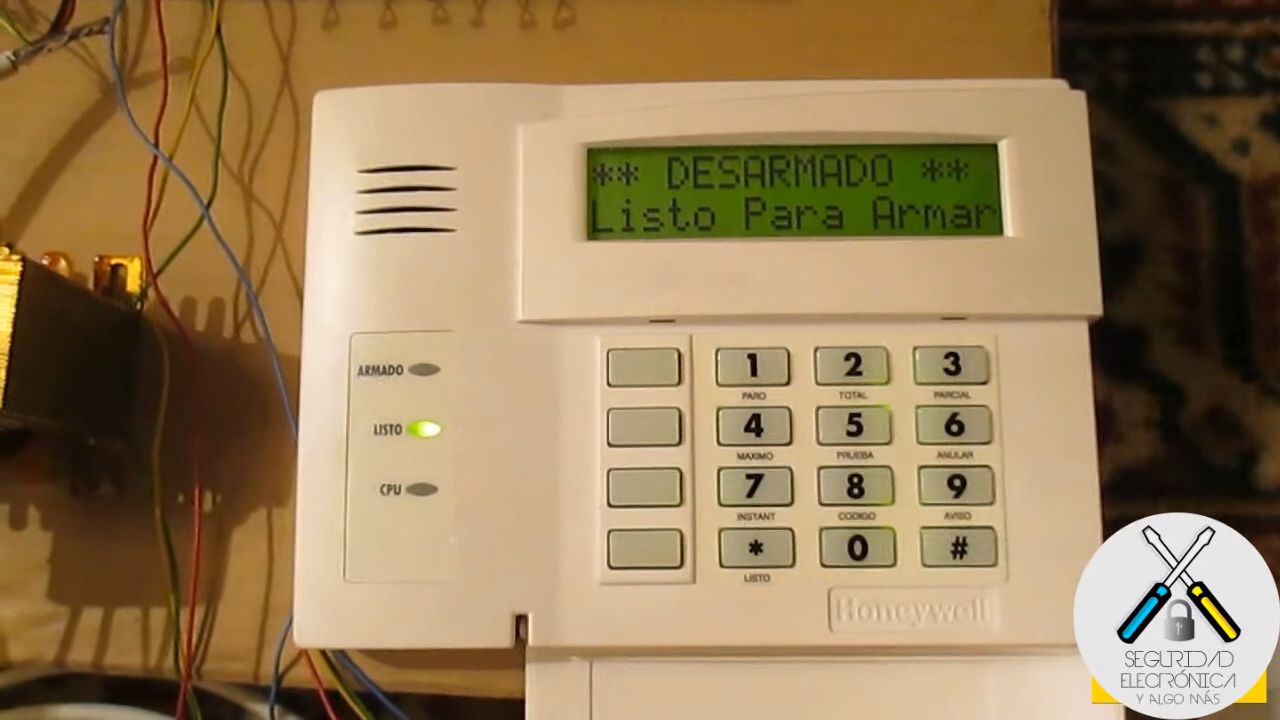 ** DESARMADO **
Listo Para Armar
ARMADO
LISTO
CPU
1 2 3
PARO TOTAL PARCIAL
4 5 6
MAXIMO PRUEBA ANULAR
7 8 9
INSTANT CODIGO AVISO
* 0 #
LISTO
Honeywell
SEGURIDAD
ELECTRÓNICA
Y ALGO MÁS